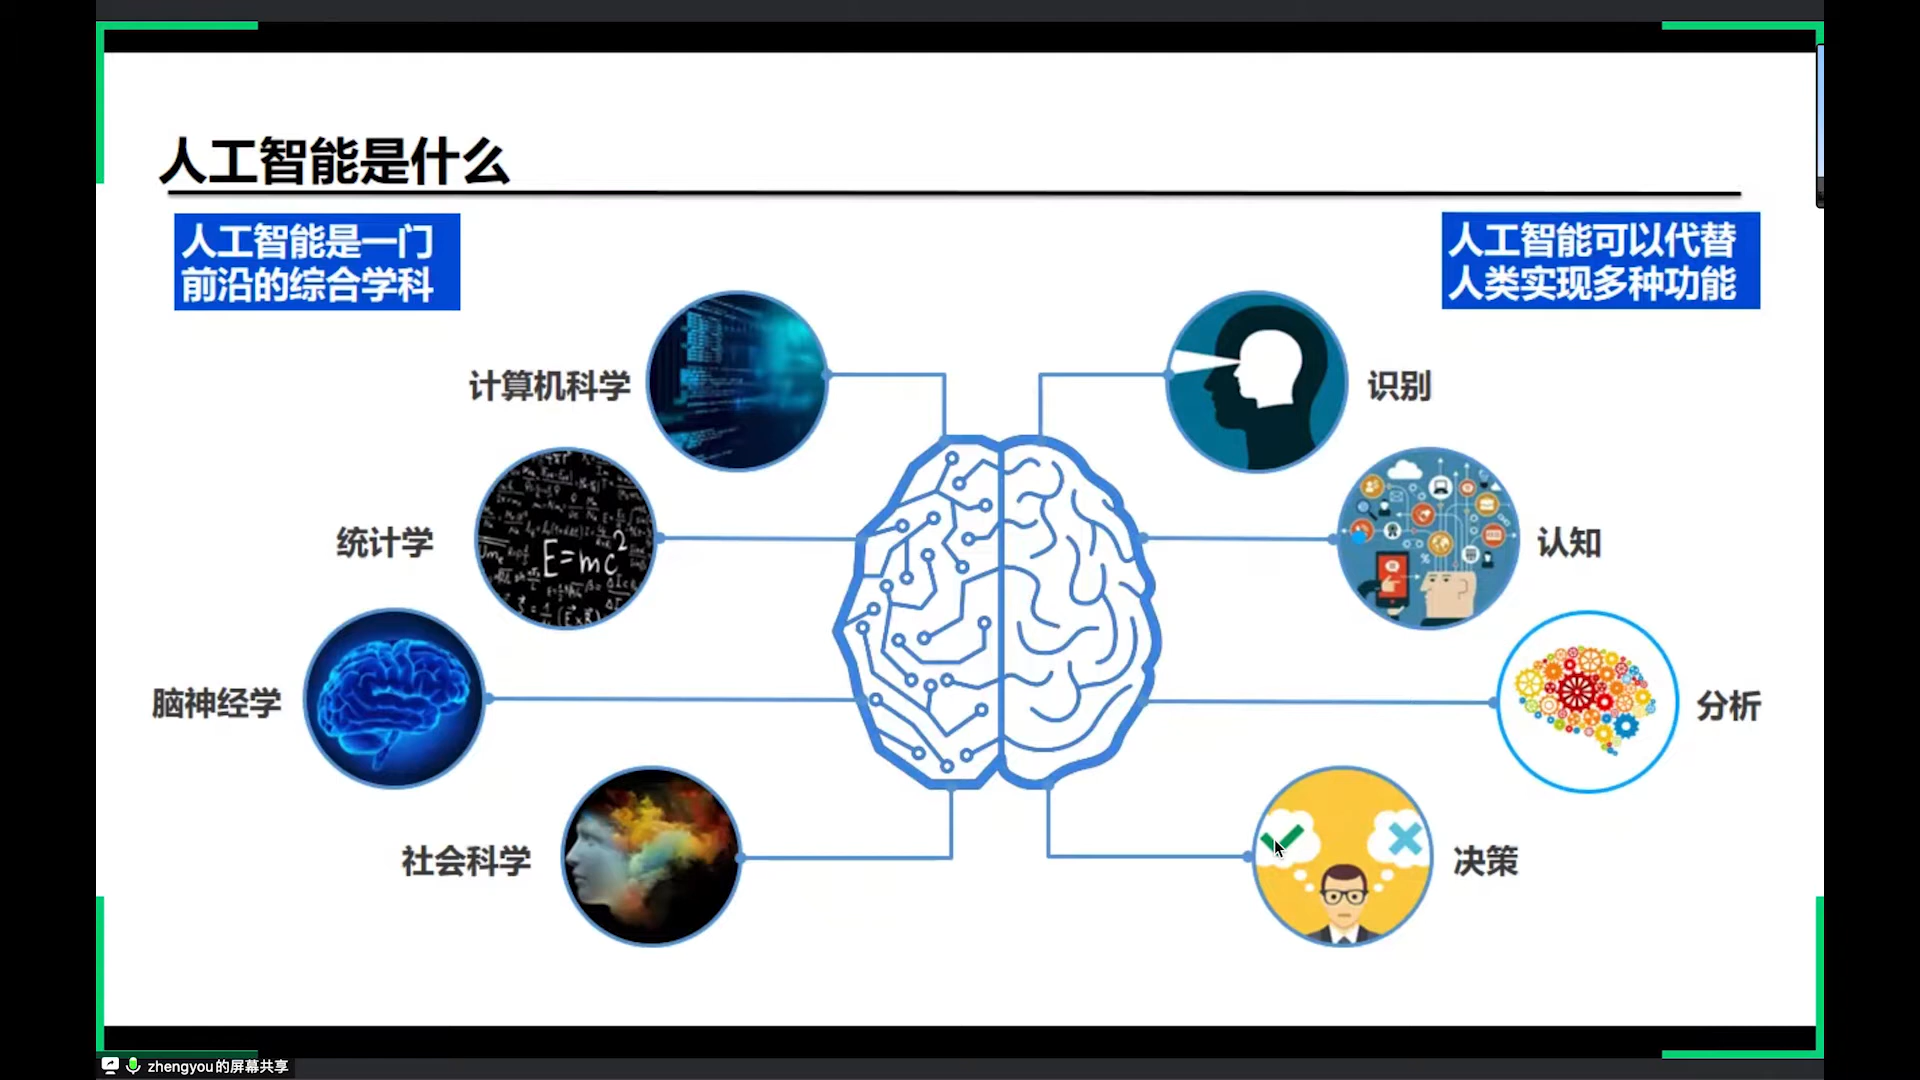 人工智能是什么
人工智能是一门
前沿的综合学科
人工智能可以代替
人类实现多种功能
计算机科学
识别
统计学
E=mc²
认知
脑神经学
分析
社会科学
决策
zhengyou的屏幕共享